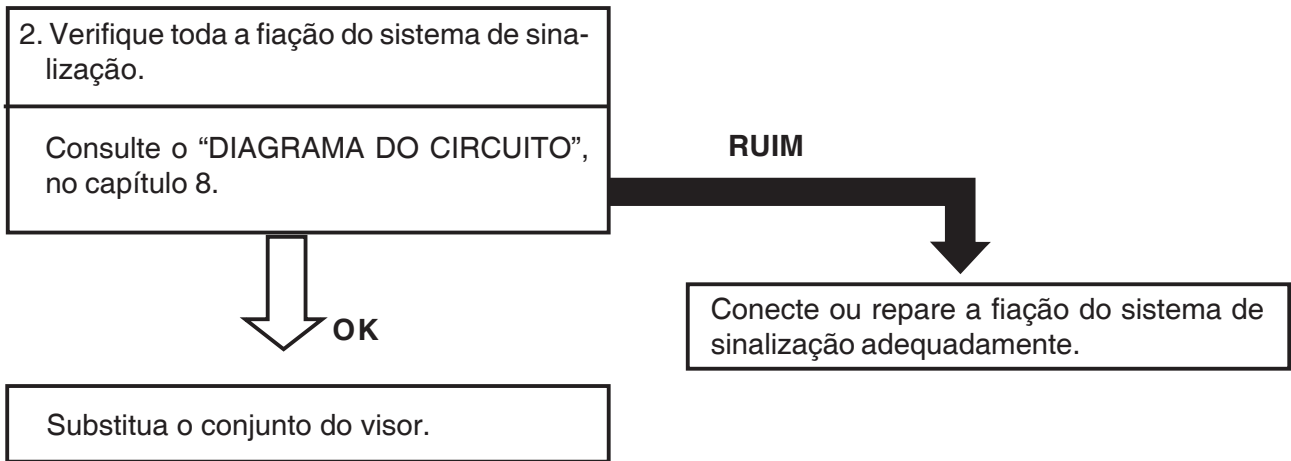 2. Verifique toda a fiação do sistema de sina-
lização.
Consulte o “DIAGRAMA DO CIRCUITO”,
no capítulo 8.
RUIM
OK
Conecte ou repare a fiação do sistema de
sinalização adequadamente.
Substitua o conjunto do visor.